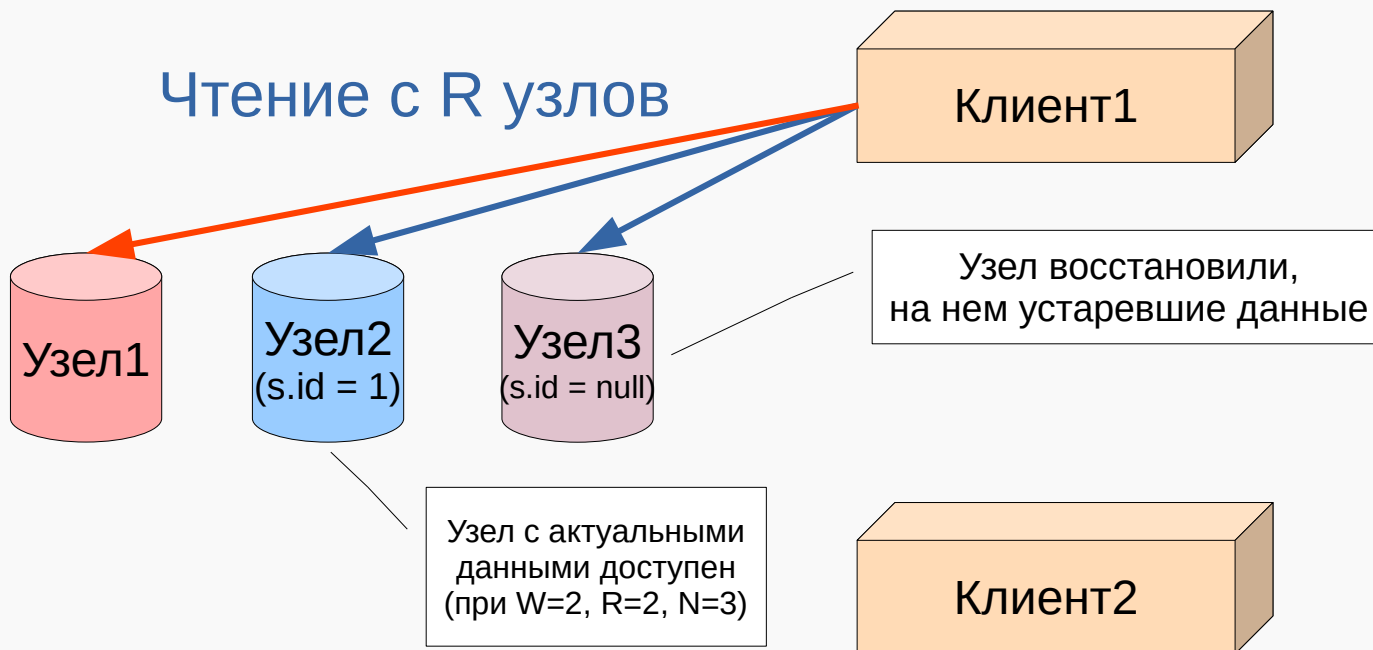 Чтение с R узлов
Клиент1
Узел1
Узел2
(s.id = 1)
Узел3
(s.id = null)
Узел восстановили,
на нем устаревшие данные
Узел с актуальными
данными доступен
(при W=2, R=2, N=3)
Клиент2